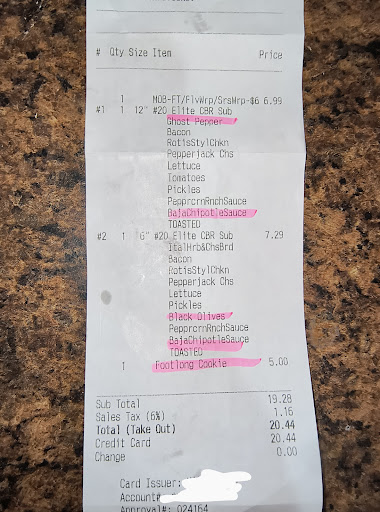 # Qty Size Item Price
1 MOB-FT/FlvWrp/SrsWrp-$6 6.99
#1 1 12" #20 Elite CBR Sub
Ghost Pepper
Bacon
RotisStylChkn
Pepperjack Chs
Lettuce
Tomatoes
Pickles
PepprcrnRnchSauce
BajaChipotleSauce
TOASTED
#2 1 6" #20 Elite CBR Sub 7.29
ItalHrb&ChsBrd
Bacon
RotisStylChkn
Pepperjack Chs
Lettuce
Pickles
Black Olives
PepprcrnRnchSauce
BajaChipotleSauce
TOASTED
1 Footlong Cookie 5.00
Sub Total 19.28
Sales Tax (6%) 1.16
Total (Take Out) 20.44
Credit Card 20.44
Change 0.00
Card Issuer:
Account#
Approval#: 024164